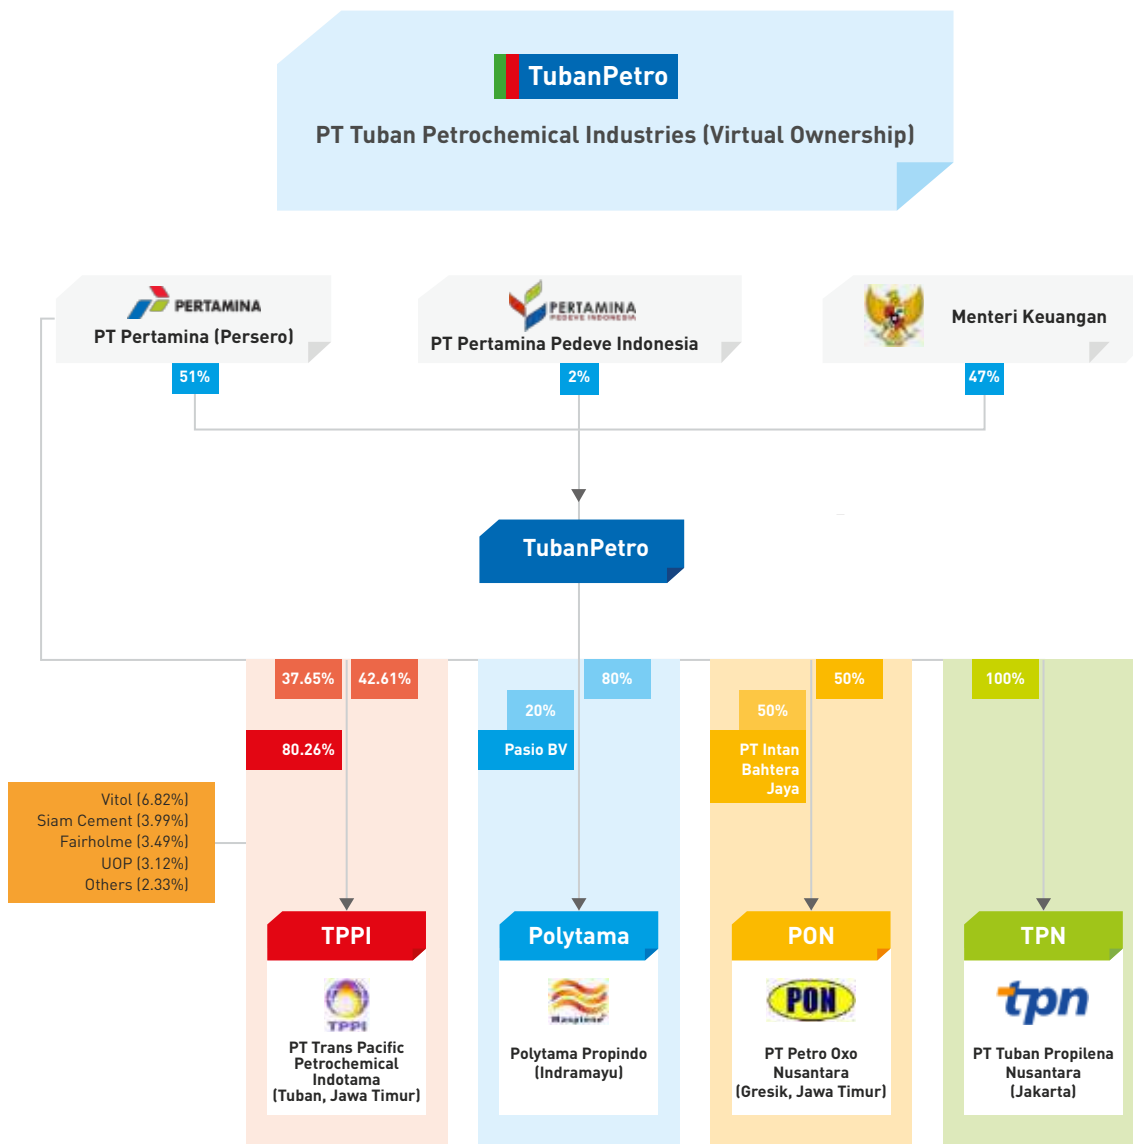 TubanPetro
PT Tuban Petrochemical Industries (Virtual Ownership)
PERTAMINA
PT Pertamina (Persero)
51%
PERTAMINA
PEDEVE INDONESIA
PT Pertamina Pedeve Indonesia
2%
Menteri Keuangan
47%
TubanPetro
37.65%
42.61%
80.26%
Vitol (6.82%)
Siam Cement (3.99%)
Fairholme (3.49%)
UOP (3.12%)
Others (2.33%)
80%
20%
Pasio BV
50%
50%
PT Intan
Bahtera
Jaya
100%
TPPI
TPPI
PT Trans Pacific
Petrochemical
Indotama
(Tuban, Jawa Timur)
Polytama
Masplene
Polytama Propindo
(Indramayu)
PON
PON
PT Petro Oxo
Nusantara
(Gresik, Jawa Timur)
TPN
tpn
PT Tuban Propilena
Nusantara
(Jakarta)